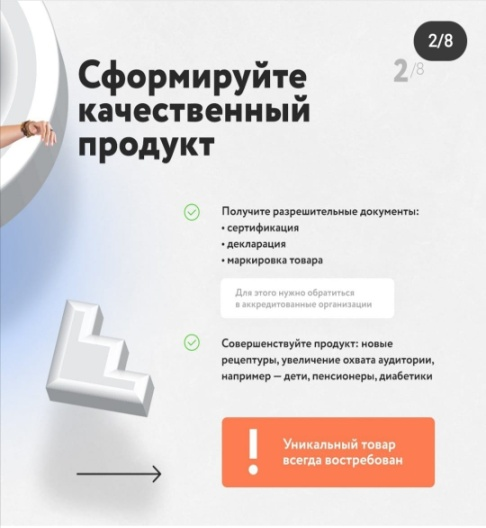 2/8
2/8
Сформируйте
качественный
продукт
Получите разрешительные документы:
• сертификация
• декларация
• маркировка товара
Для этого нужно обратиться
в аккредитованные организации
Совершенствуйте продукт: новые
рецептуры, увеличение охвата аудитории,
например — дети, пенсионеры, диабетики
! Уникальный товар
всегда востребован